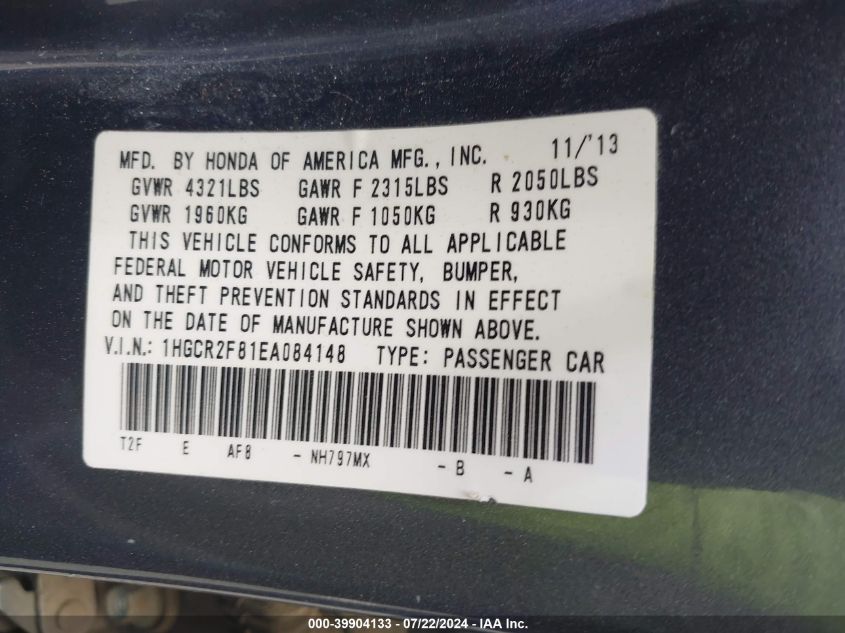 MFD. BY HONDA OF AMERICA MFG., INC. 11/'13
GVWR 4321LBS GAWR F 2315LBS R 2050LBS
GVWR 1960KG GAWR F 1050KG R 930KG
THIS VEHICLE CONFORMS TO ALL APPLICABLE
FEDERAL MOTOR VEHICLE SAFETY, BUMPER,
AND THEFT PREVENTION STANDARDS IN EFFECT
ON THE DATE OF MANUFACTURE SHOWN ABOVE.
V.I.N.: 1HGCR2F81EA084148 TYPE: PASSENGER CAR
T2F E AF8 - NH797MX - B - A
000-39904133 - 07/22/2024 - IAA Inc.